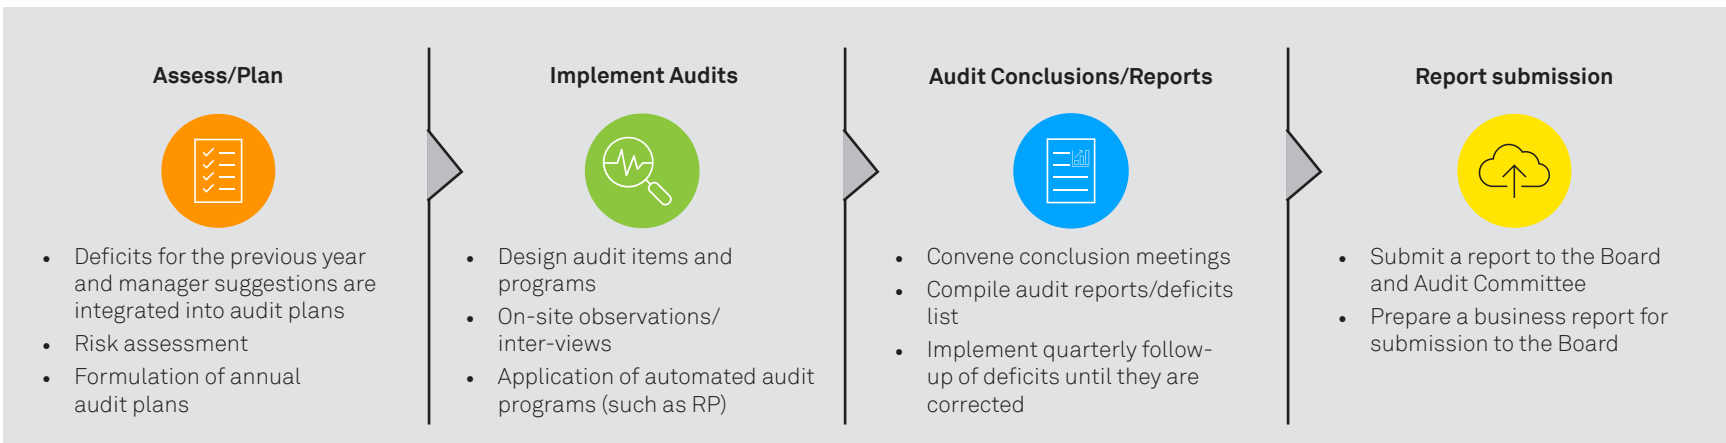 Assess/Plan
• Deficits for the previous year
and manager suggestions are
integrated into audit plans
• Risk assessment
• Formulation of annual
audit plans
Implement Audits
• Design audit items and
programs
• On-site observations/
inter-views
• Application of automated audit
programs (such as RP)
Audit Conclusions/Reports
• Convene conclusion meetings
• Compile audit reports/deficits
list
• Implement quarterly follow-
up of deficits until they are
corrected
Report submission
• Submit a report to the Board
and Audit Committee
• Prepare a business report for
submission to the Board